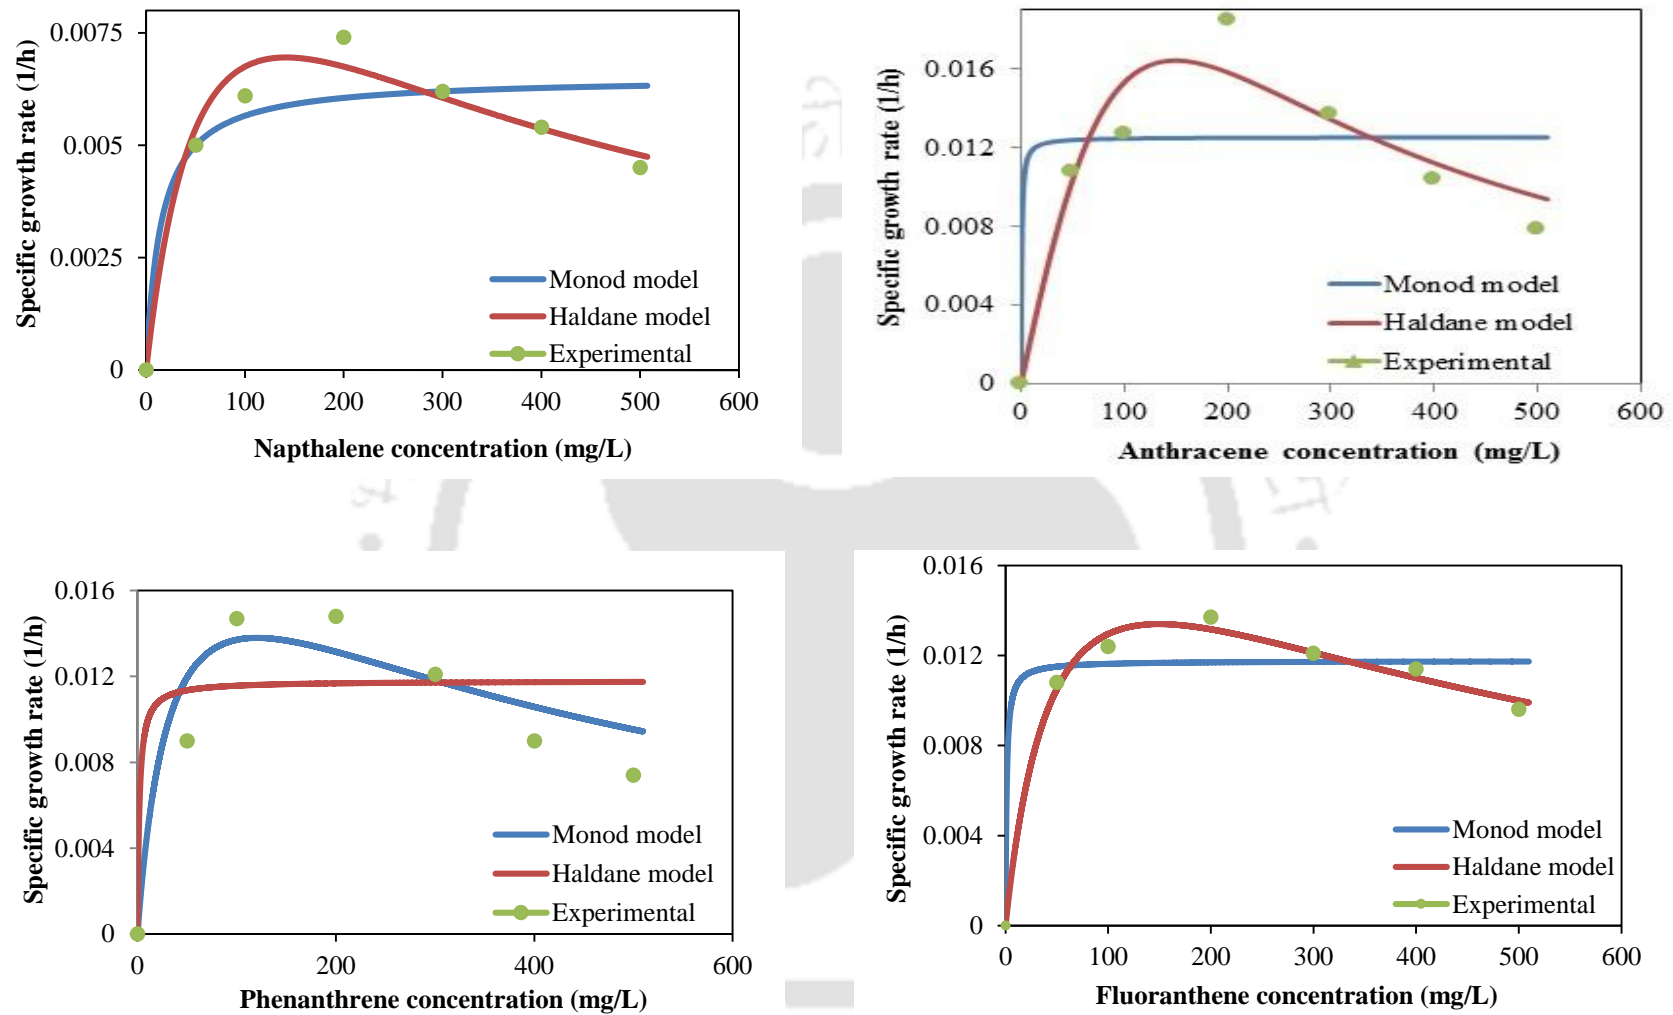 Specific growth rate (1/h)
0.0075
0.005
0.0025
0
0 100 200 300 400 500 600
Napthalene concentration (mg/L)
Monod model
Haldane model
Experimental
Specific growth rate (1/h)
0.016
0.012
0.008
0.004
0
0 100 200 300 400 500 600
Anthracene concentration (mg/L)
Monod model
Haldane model
Experimental
Specific growth rate (1/h)
0.016
0.012
0.008
0.004
0
0 200 400 600
Phenanthrene concentration (mg/L)
Monod model
Haldane model
Experimental
Specific growth rate (1/h)
0.016
0.012
0.008
0.004
0
0 100 200 300 400 500 600
Fluoranthene concentration (mg/L)
Monod model
Haldane model
Experimental